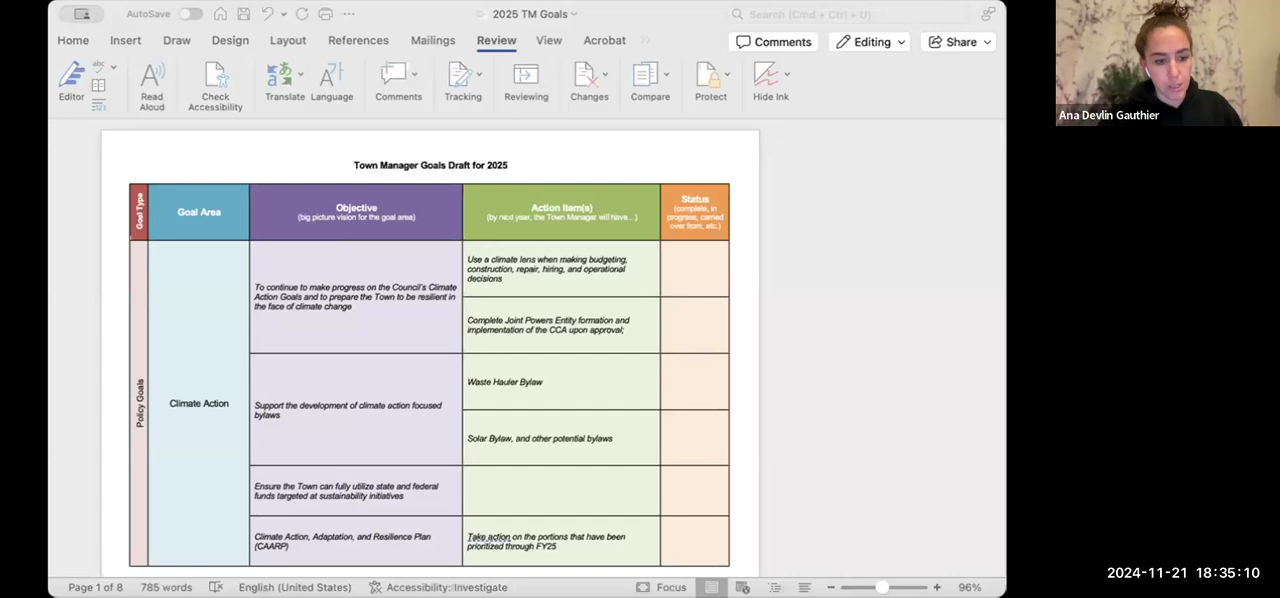 AutoSave
2025 TM Goals
Search (Cmd + Ctrl + U)
Home Insert Draw Design Layout References Mailings Review View Acrobat
Comments Editing Share
Editor Read Aloud Check Accessibility Translate Language Comments Tracking Reviewing Changes Compare Protect Hide Ink
Ana Devlin Gauthier
Town Manager Goals Draft for 2025
Goal Type
Goal Area
Objective
(big picture vision for the goal area)
Action Item(s)
(by next year, the Town Manager will have...)
Status
(complete, in
progress, carried
over from, etc.)
Policy Goals
Climate Action
To continue to make progress on the Council's Climate
Action Goals and to prepare the Town to be resilient in
the face of climate change
Use a climate lens when making budgeting,
construction, repair, hiring, and operational
decisions
Complete Joint Powers Entity formation and
implementation of the CCA upon approval;
Support the development of climate action focused
bylaws
Waste Hauler Bylaw
Solar Bylaw, and other potential bylaws
Ensure the Town can fully utilize state and federal
funds targeted at sustainability initiatives
Climate Action, Adaptation, and Resilience Plan
(CAARP)
Take action on the portions that have been
prioritized through FY25
Page 1 of 8 785 words English (United States) Accessibility: Investigate Focus 96%
2024-11-21 18:35:10